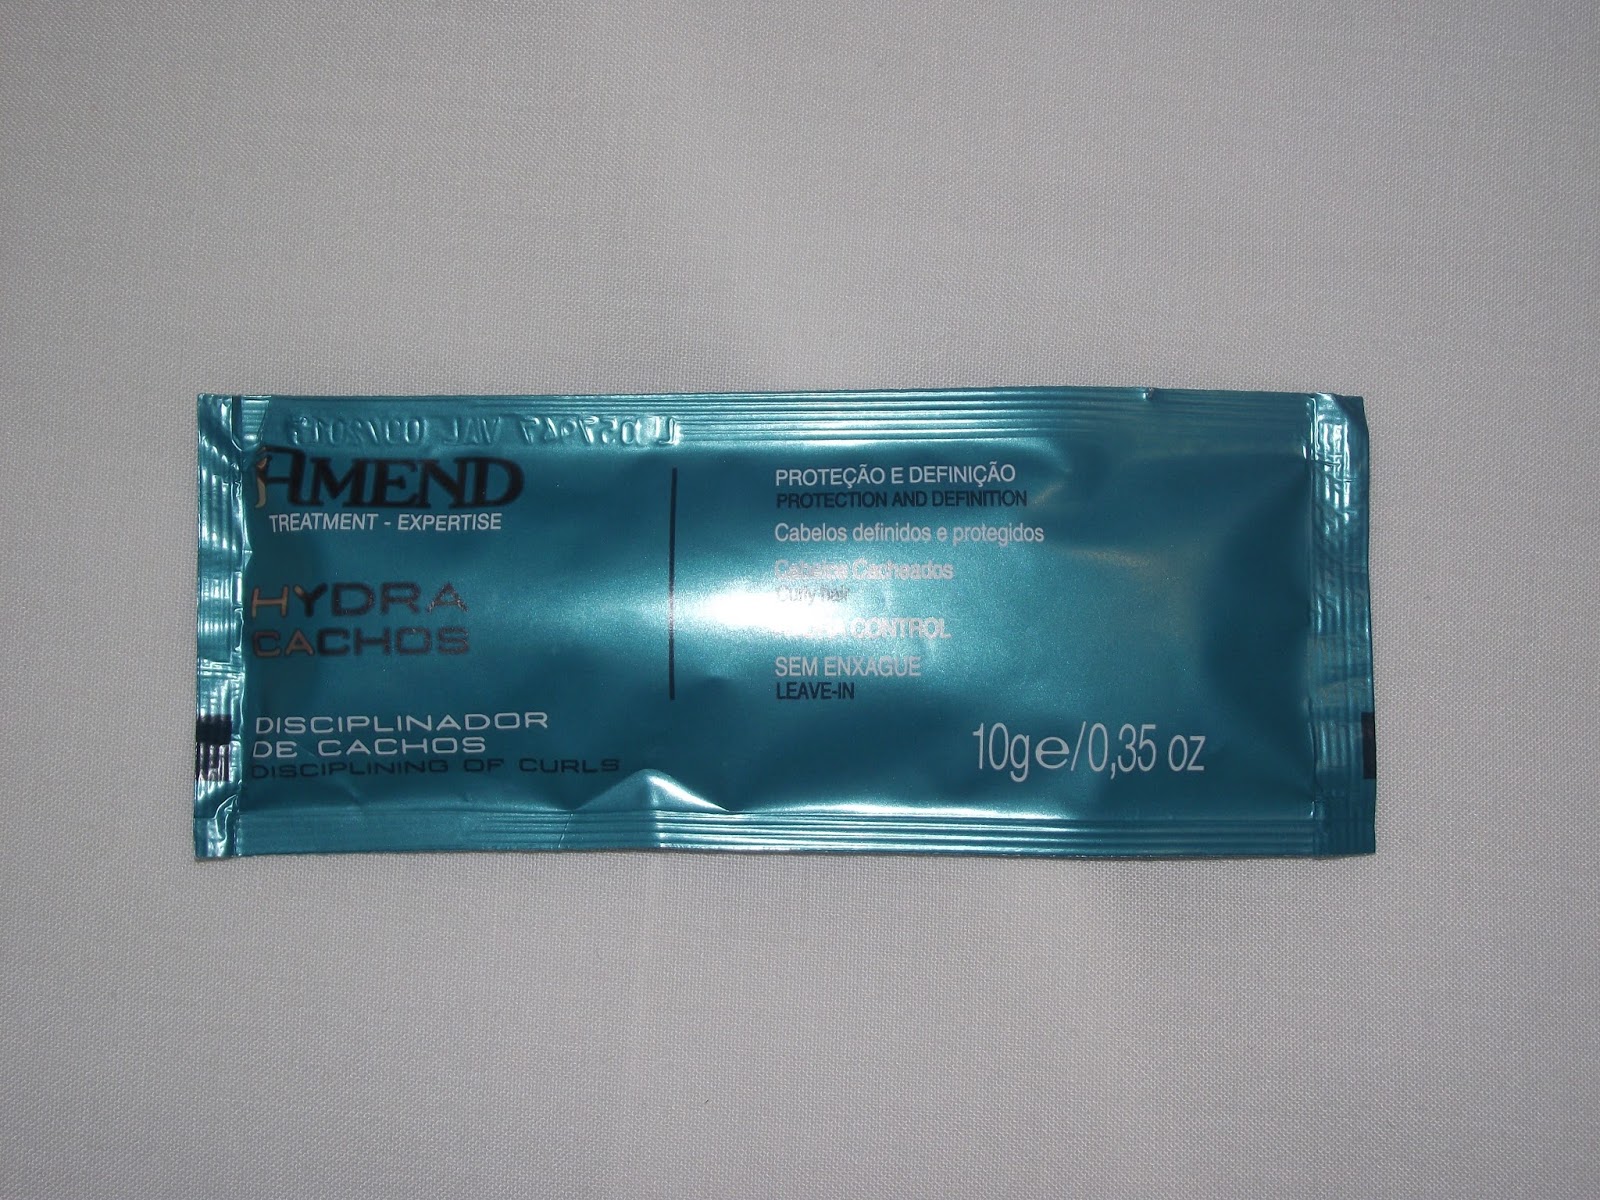 AMEND
TREATMENT - EXPERTISE
HYDRA
CACHOS
DISCIPLINADOR
DE CACHOS
DISCIPLINING OF CURLS
PROTEÇÃO E DEFINIÇÃO
PROTECTION AND DEFINITION
Cabelos definidos e protegidos
Cabelos Cacheados
Curly hair
CONTROL
SEM ENXAGUE
LEAVE-IN
10g℮/0,35 oz